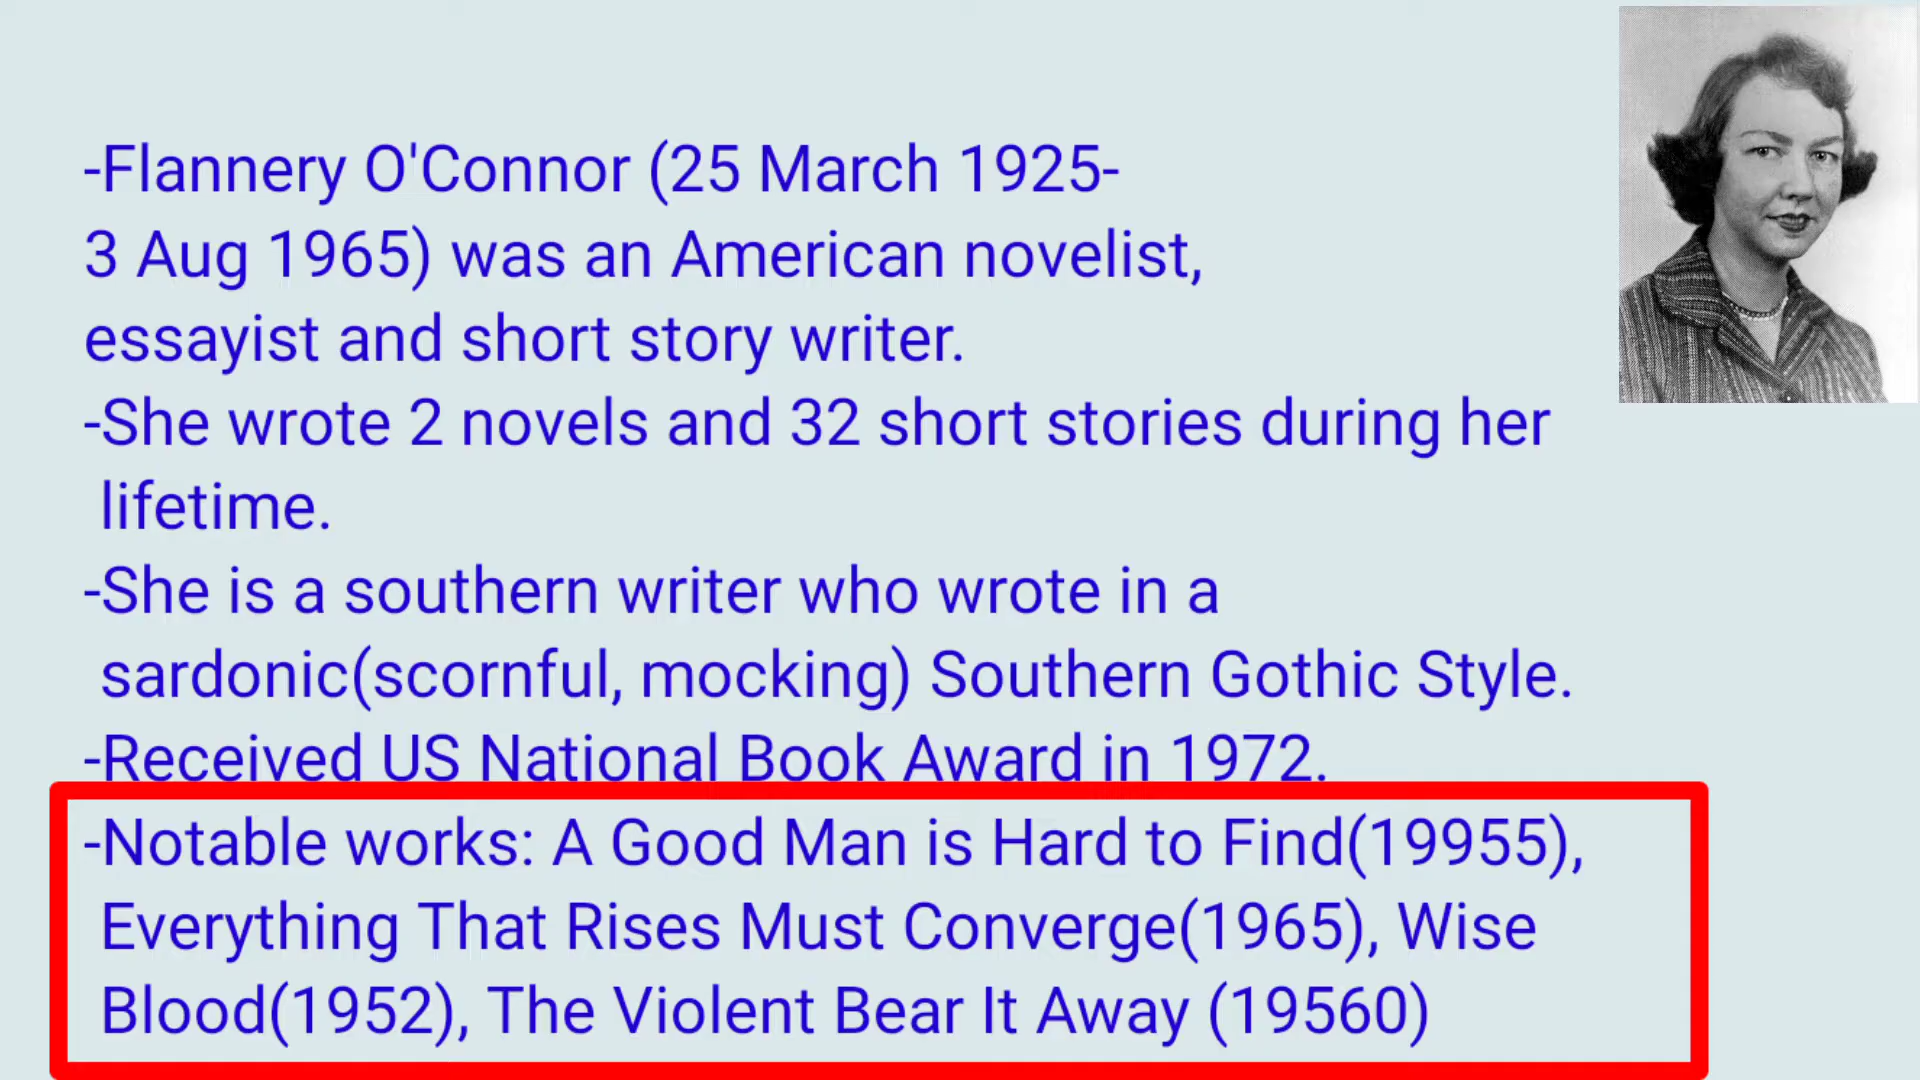 -Flannery O'Connor (25 March 1925-
3 Aug 1965) was an American novelist,
essayist and short story writer.
-She wrote 2 novels and 32 short stories during her
lifetime.
-She is a southern writer who wrote in a
sardonic(scornful, mocking) Southern Gothic Style.
-Received US National Book Award in 1972.
-Notable works: A Good Man is Hard to Find(19955),
Everything That Rises Must Converge(1965), Wise
Blood(1952), The Violent Bear It Away (19560)